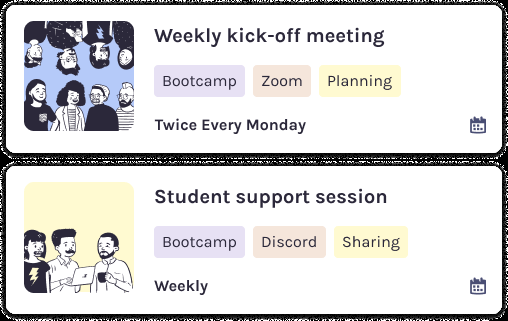 Weekly kick-off meeting
Bootcamp Zoom Planning
Twice Every Monday
Student support session
Bootcamp Discord Sharing
Weekly